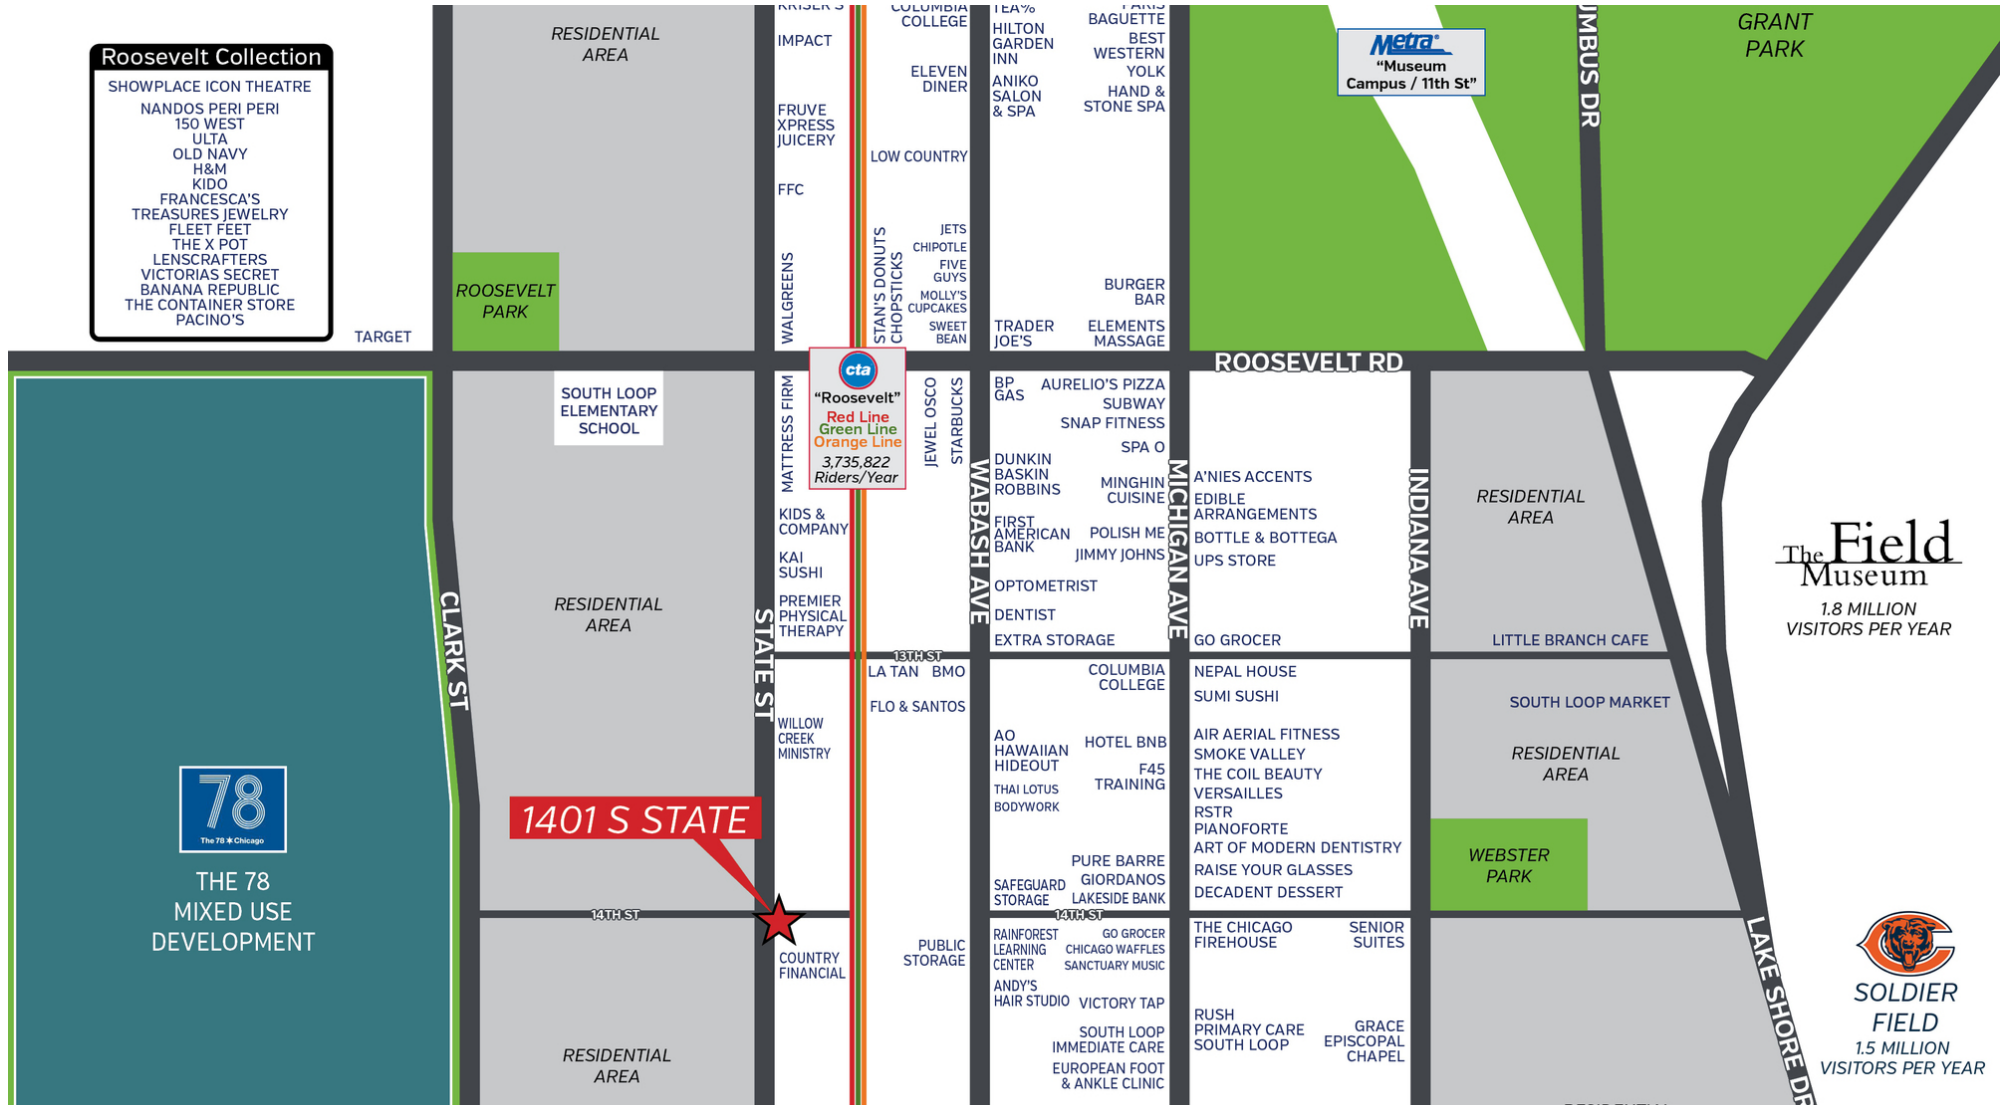 Roosevelt Collection
SHOWPLACE ICON THEATRE
NANDOS PERI PERI
150 WEST
ULTA
OLD NAVY
H&M
KIDO
FRANCESCA'S
TREASURES JEWELRY
FLEET FEET
THE X POT
LENSCRAFTERS
VICTORIAS SECRET
BANANA REPUBLIC
THE CONTAINER STORE
PACINO'S
TARGET
RESIDENTIAL
AREA
ROOSEVELT
PARK
KRISER'S
IMPACT
FRUVE
XPRESS
JUICERY
FFC
WALGREENS
COLUMBIA
COLLEGE
ELEVEN
DINER
LOW COUNTRY
STAN'S DONUTS
CHOPSTICKS
JETS
CHIPOTLE
FIVE
GUYS
MOLLY'S
CUPCAKES
SWEET
BEAN
TEA%
HILTON
GARDEN
INN
ANIKO
SALON
& SPA
TRADER
JOE'S
PARIS
BAGUETTE
BEST
WESTERN
YOLK
HAND &
STONE SPA
BURGER
BAR
ELEMENTS
MASSAGE
Metra
"Museum
Campus / 11th St"
UMBUS DR
GRANT
PARK
ROOSEVELT RD
SOUTH LOOP
ELEMENTARY
SCHOOL
MATTRESS FIRM
cta
"Roosevelt"
Red Line
Green Line
Orange Line
3,735,822
Riders/Year
JEWEL OSCO
STARBUCKS
KIDS &
COMPANY
KAI
SUSHI
PREMIER
PHYSICAL
THERAPY
BP
GAS
AURELIO'S PIZZA
SUBWAY
SNAP FITNESS
SPA O
DUNKIN
BASKIN
ROBBINS
MINGHIN
CUISINE
FIRST
AMERICAN
BANK
POLISH ME
JIMMY JOHNS
OPTOMETRIST
DENTIST
EXTRA STORAGE
A'NIES ACCENTS
EDIBLE
ARRANGEMENTS
BOTTLE & BOTTEGA
UPS STORE
GO GROCER
RESIDENTIAL
AREA
LITTLE BRANCH CAFE
The Field
Museum
1.8 MILLION
VISITORS PER YEAR
RESIDENTIAL
AREA
CLARK ST
STATE ST
WABASH AVE
MICHIGAN AVE
INDIANA AVE
13TH ST
LA TAN
BMO
FLO & SANTOS
WILLOW
CREEK
MINISTRY
COLUMBIA
COLLEGE
AO
HAWAIIAN
HIDEOUT
HOTEL BNB
F45
TRAINING
THAI LOTUS
BODYWORK
PURE BARRE
GIORDANOS
SAFEGUARD
STORAGE
LAKESIDE BANK
NEPAL HOUSE
SUMI SUSHI
AIR AERIAL FITNESS
SMOKE VALLEY
THE COIL BEAUTY
VERSAILLES
RSTR
PIANOFORTE
ART OF MODERN DENTISTRY
RAISE YOUR GLASSES
DECADENT DESSERT
SOUTH LOOP MARKET
RESIDENTIAL
AREA
WEBSTER
PARK
78
The 78 Chicago
THE 78
MIXED USE
DEVELOPMENT
1401 S STATE
14TH ST
14TH ST
COUNTRY
FINANCIAL
PUBLIC
STORAGE
RAINFOREST
LEARNING
CENTER
GO GROCER
CHICAGO WAFFLES
SANCTUARY MUSIC
ANDY'S
HAIR STUDIO
VICTORY TAP
SOUTH LOOP
IMMEDIATE CARE
EUROPEAN FOOT
& ANKLE CLINIC
THE CHICAGO
FIREHOUSE
SENIOR
SUITES
RUSH
PRIMARY CARE
SOUTH LOOP
GRACE
EPISCOPAL
CHAPEL
RESIDENTIAL
AREA
LAKE SHORE DR
SOLDIER
FIELD
1.5 MILLION
VISITORS PER YEAR
RESIDENTIAL